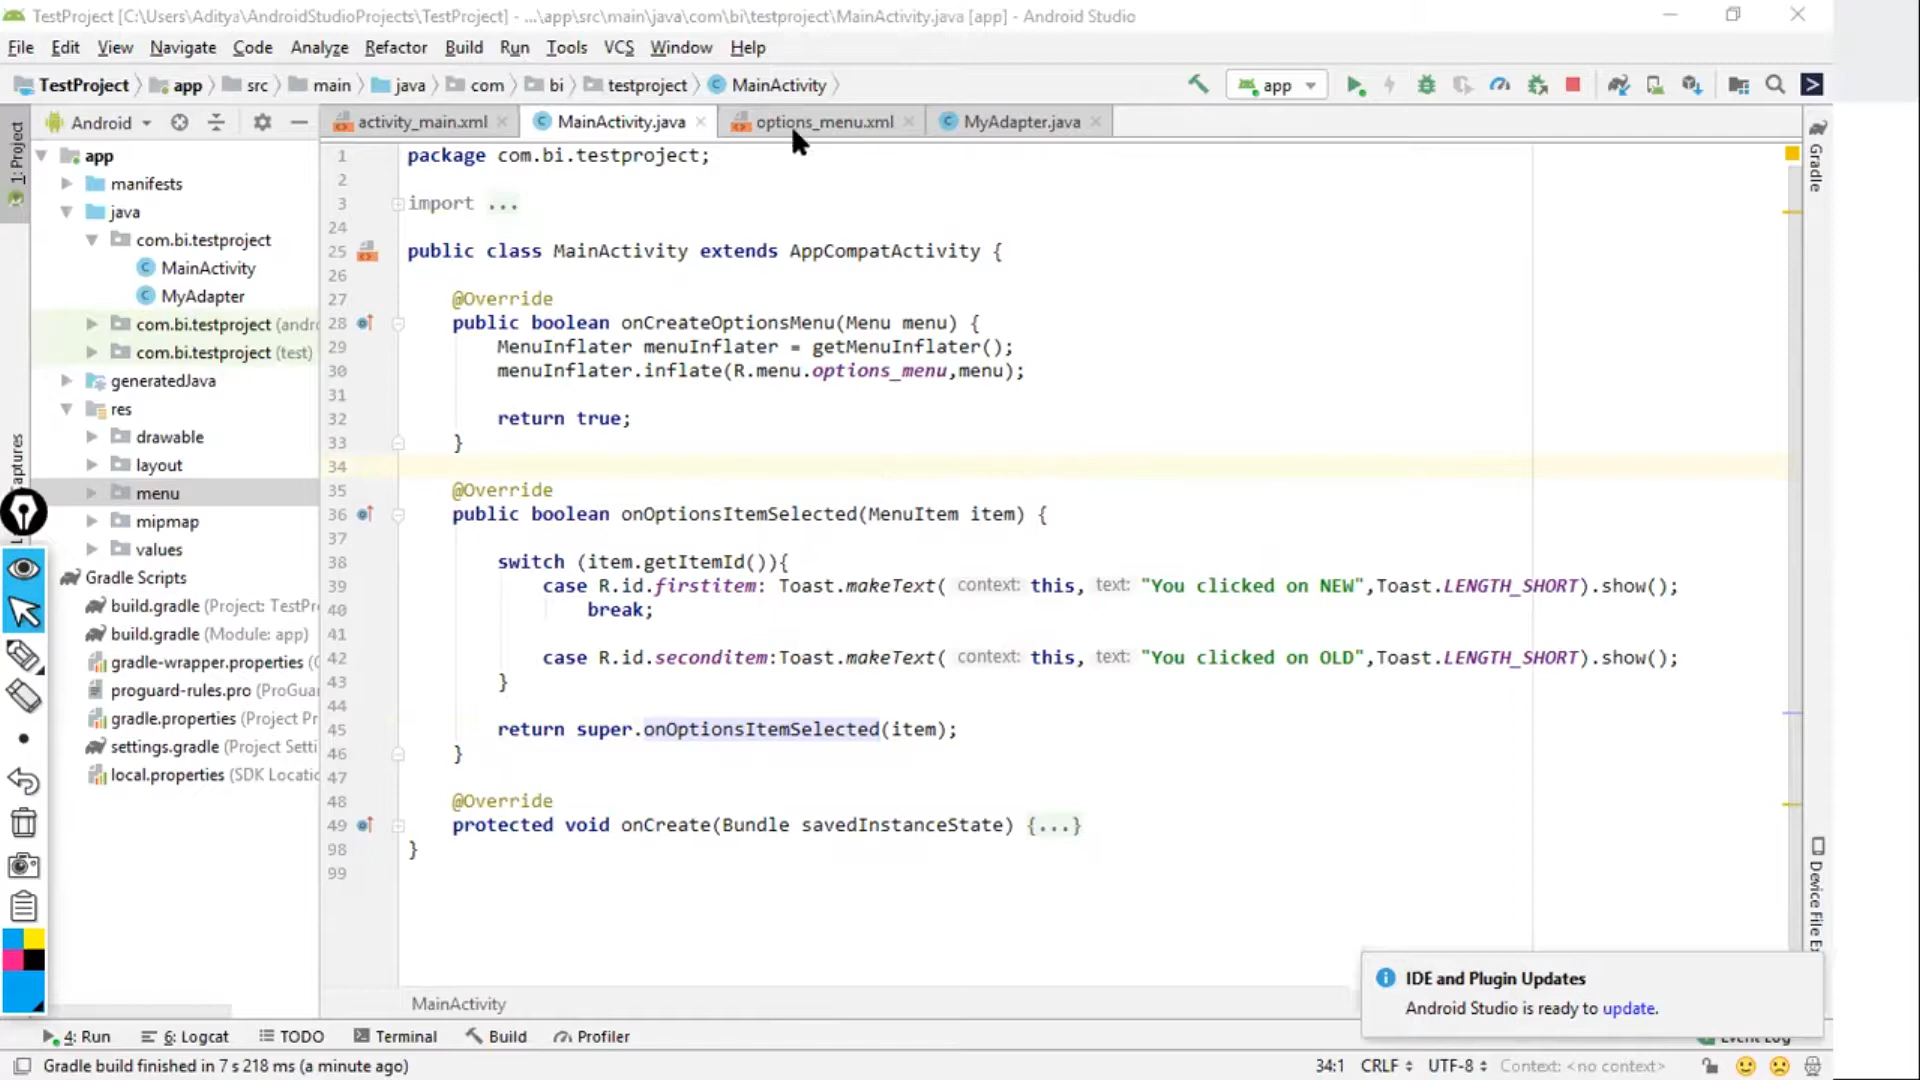 TestProject [C:\Users\Aditya\AndroidStudioProjects\TestProject] - ...\app\src\main\java\com\bi\testproject\MainActivity.java [app] - Android Studio
File Edit View Navigate Code Analyze Refactor Build Run Tools VCS Window Help
TestProject app src main java com bi testproject MainActivity app
Android activity_main.xml MainActivity.java options_menu.xml MyAdapter.java
1: Project
Captures
app
manifests
java
com.bi.testproject
MainActivity
MyAdapter
com.bi.testproject (andro
com.bi.testproject (test)
generatedJava
res
drawable
layout
menu
mipmap
values
Gradle Scripts
build.gradle (Project: TestPr
build.gradle (Module: app)
gradle-wrapper.properties (
proguard-rules.pro (ProGua
gradle.properties (Project Pr
settings.gradle (Project Setti
local.properties (SDK Locatio
1 package com.bi.testproject;
2
3 import ...
24
25 public class MainActivity extends AppCompatActivity {
26
27 @Override
28 public boolean onCreateOptionsMenu(Menu menu) {
29 MenuInflater menuInflater = getMenuInflater();
30 menuInflater.inflate(R.menu.options_menu,menu);
31
32 return true;
33 }
34
35 @Override
36 public boolean onOptionsItemSelected(MenuItem item) {
37
38 switch (item.getItemId()){
39 case R.id.firstitem: Toast.makeText( context: this, text: "You clicked on NEW",Toast.LENGTH_SHORT).show();
40 break;
41
42 case R.id.seconditem:Toast.makeText( context: this, text: "You clicked on OLD",Toast.LENGTH_SHORT).show();
43 }
44
45 return super.onOptionsItemSelected(item);
46 }
47
48 @Override
49 protected void onCreate(Bundle savedInstanceState) {...}
98 }
99
Gradle
Device File Ex
MainActivity
IDE and Plugin Updates
Android Studio is ready to update.
4: Run 6: Logcat TODO Terminal Build Profiler Event Log
Gradle build finished in 7 s 218 ms (a minute ago) 34:1 CRLF UTF-8 Context: <no context>